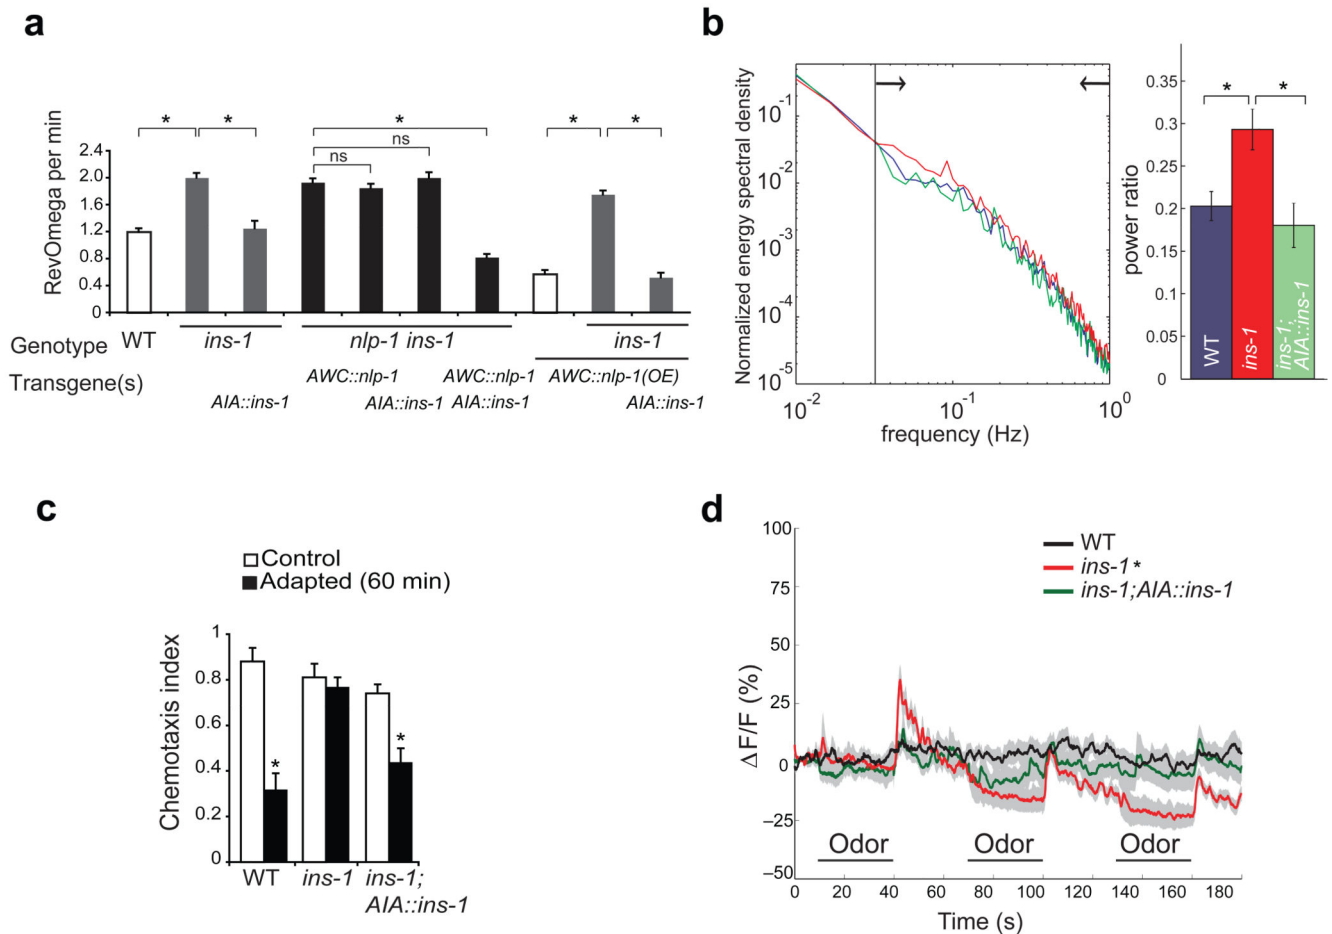 a
* * * * *
ns
ns
RevOmega per min
2.4
2.0
1.6
1.2
0.8
0.4
0
Genotype WT ins-1 nlp-1 ins-1 ins-1
Transgene(s) AWC::nlp-1 AWC::nlp-1 AWC::nlp-1(OE)
AIA::ins-1 AIA::ins-1 AIA::ins-1 AIA::ins-1
b
Normalized energy spectral density
10-1
10-2
10-3
10-4
10-5
10-2 10-1 100
frequency (Hz)
power ratio
0.35
0.3
0.25
0.2
0.15
0.1
0.05
0
* *
WT
ins-1
ins-1;
AIA::ins-1
c
Control
Adapted (60 min)
Chemotaxis index
1
0.8
0.6
0.4
0.2
0
* *
WT ins-1 ins-1;
AIA::ins-1
d
WT
ins-1*
ins-1;AIA::ins-1
ΔF/F (%)
100
75
50
25
0
−25
−50
Odor Odor Odor
0 20 40 60 80 100 120 140 160 180
Time (s)